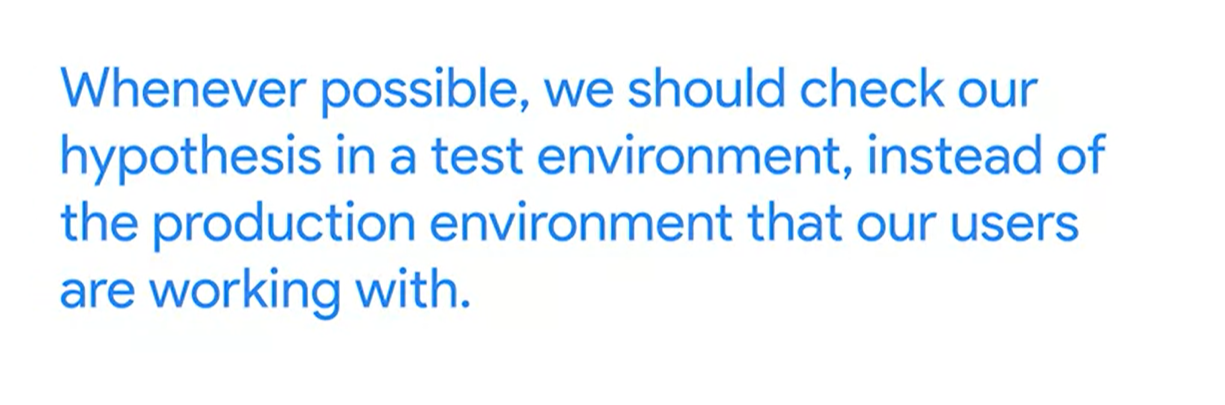 Whenever possible, we should check our
hypothesis in a test environment, instead of
the production environment that our users
are working with.